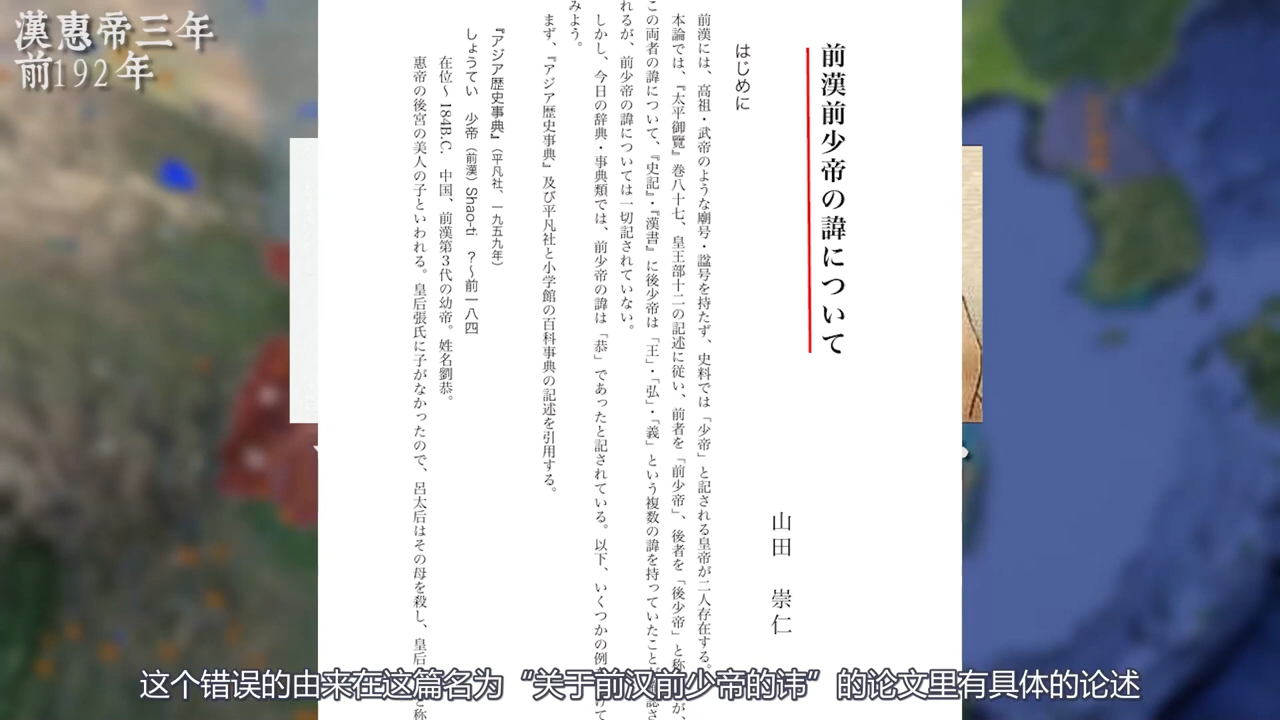 漢惠帝三年
前192年
前漢前少帝の諱について
山田 崇仁
はじめに
前漢には、高祖・武帝のような廟号・諡号を持たず、史料では「少帝」と記される皇帝が二人存在する。
本論では、『太平御覽』巻八十七、皇王部十二の記述に従い、前者を「前少帝」、後者を「後少帝」と称
が、
この両者の諱について、『史記』・『漢書』に後少帝は「王」・「弘」・「義」という複数の諱を持っていたこと
認さ
れるが、前少帝の諱については一切記されていない。
しかし、今日の辞典・事典類では、前少帝の諱は「恭」であったと記されている。以下、いくつかの例
げて
みよう。
まず、『アジア歴史事典』及び平凡社と小学館の百科事典の記述を引用する。
『アジア歴史事典』(平凡社、一九五九年)
しょうてい 少帝(前漢) Shao-ti ?〜前一八四
在位〜184B.C. 中国、前漢第3代の幼帝。姓名劉恭。
惠帝の後宮の美人の子といわれる。皇后張氏に子がなかったので、呂太后はその母を殺し、皇后
と称
这个错误的由来在这篇名为“关于前汉前少帝的讳”的论文里有具体的论述